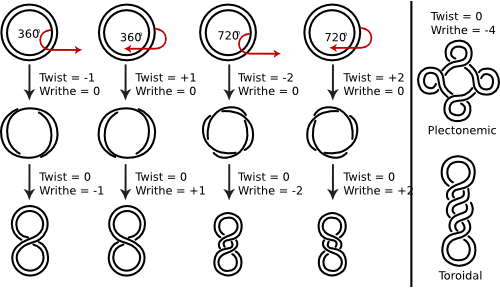 360°
360°
720°
720°
Twist = -1
Writhe = 0
Twist = +1
Writhe = 0
Twist = -2
Writhe = 0
Twist = +2
Writhe = 0
Twist = 0
Writhe = -1
Twist = 0
Writhe = +1
Twist = 0
Writhe = -2
Twist = 0
Writhe = +2
Twist = 0
Writhe = -4
Plectonemic
Toroidal